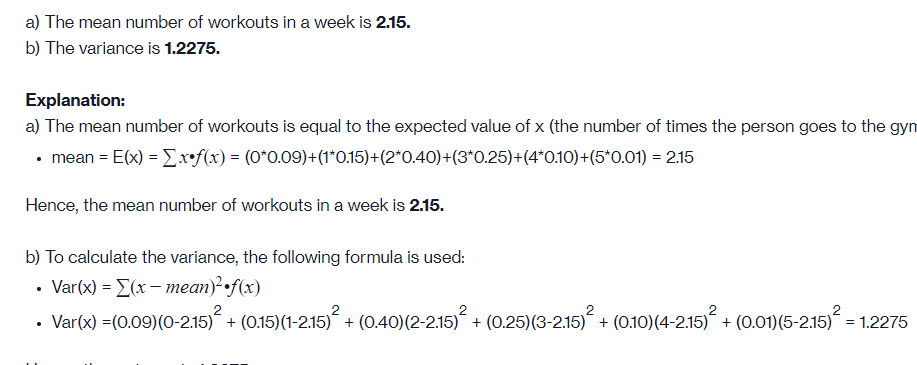 a) The mean number of workouts in a week is 2.15.
b) The variance is 1.2275.
Explanation:
a) The mean number of workouts is equal to the expected value of x (the number of times the person goes to the gym
• mean = E(x) = ∑x•f(x) = (0*0.09)+(1*0.15)+(2*0.40)+(3*0.25)+(4*0.10)+(5*0.01) = 2.15
Hence, the mean number of workouts in a week is 2.15.
b) To calculate the variance, the following formula is used:
• Var(x) = ∑(x – mean)²•f(x)
• Var(x) =(0.09)(0-2.15)² + (0.15)(1-2.15)² + (0.40)(2-2.15)² + (0.25)(3-2.15)² + (0.10)(4-2.15)² + (0.01)(5-2.15)² = 1.2275